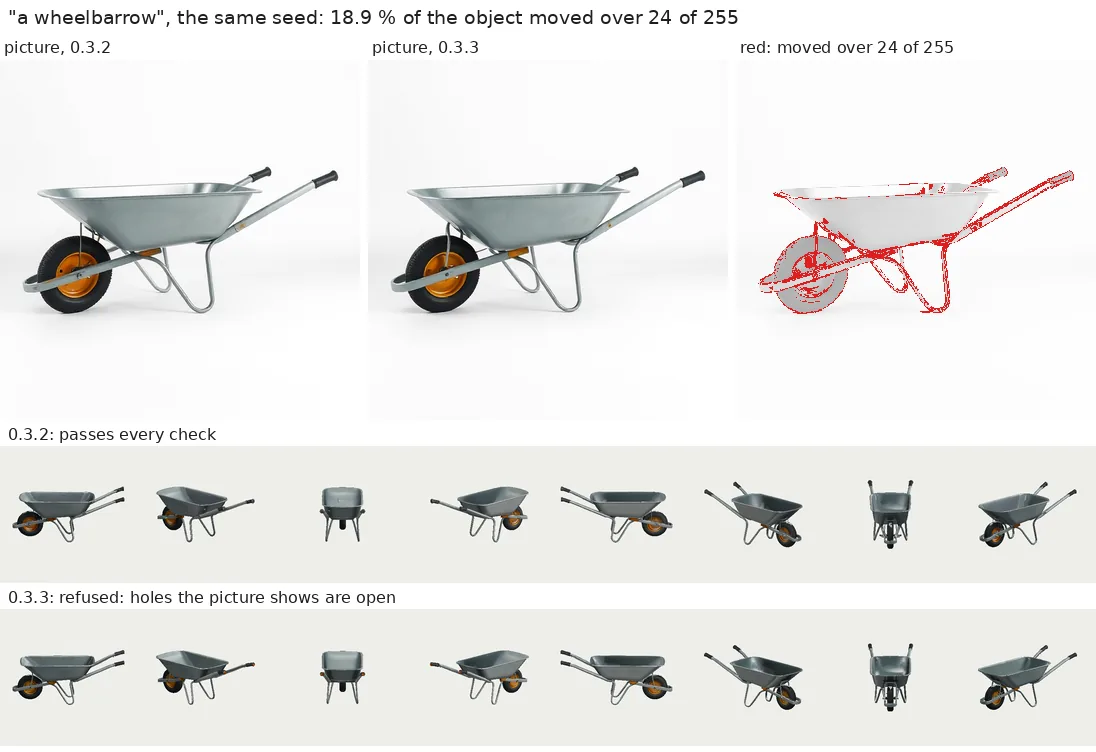 "a wheelbarrow", the same seed: 18.9 % of the object moved over 24 of 255
picture, 0.3.2
picture, 0.3.3
red: moved over 24 of 255
0.3.2: passes every check
0.3.3: refused: holes the picture shows are open